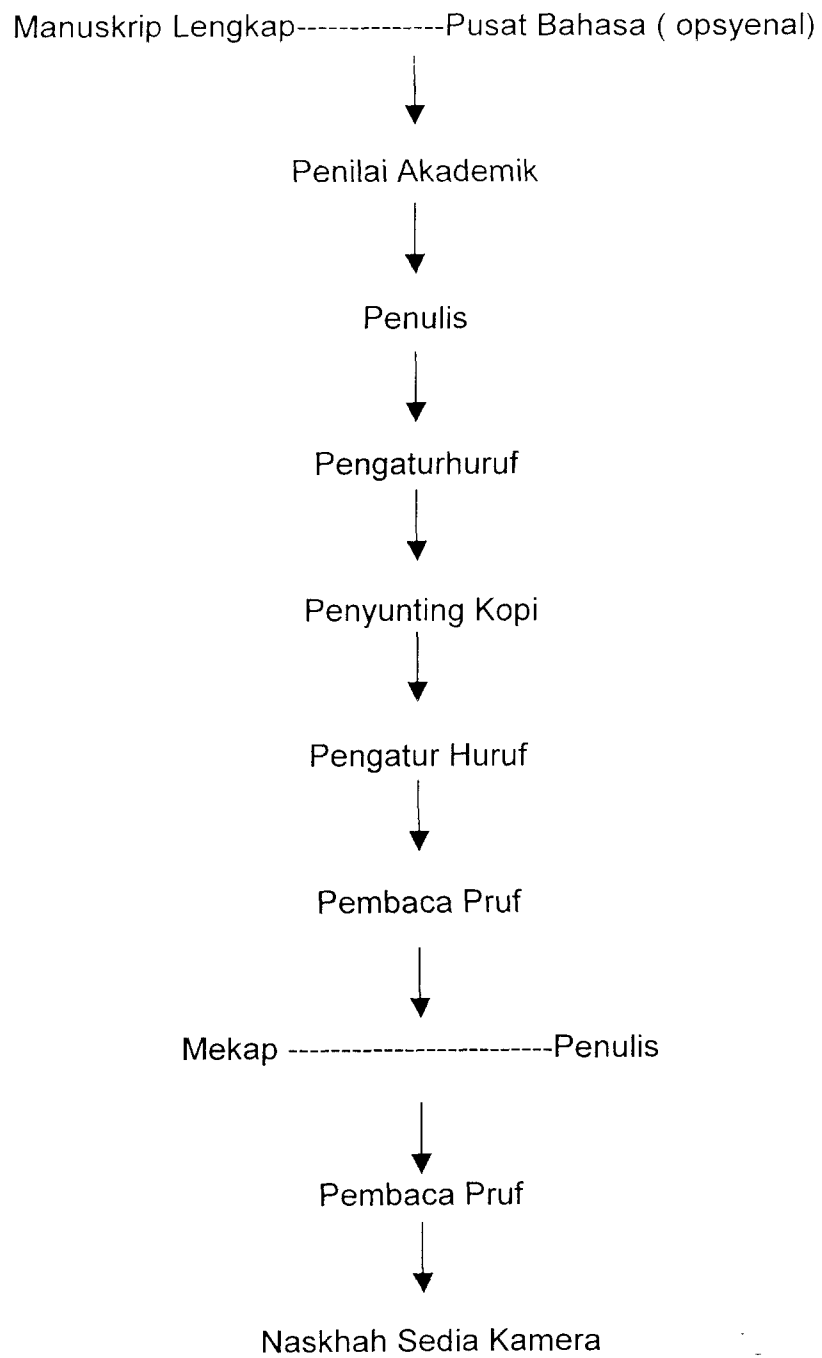 Manuskrip Lengkap--------------Pusat Bahasa ( opsyenal)
Penilai Akademik
Penulis
Pengaturhuruf
Penyunting Kopi
Pengatur Huruf
Pembaca Pruf
Mekap -------------------------Penulis
Pembaca Pruf
Naskhah Sedia Kamera